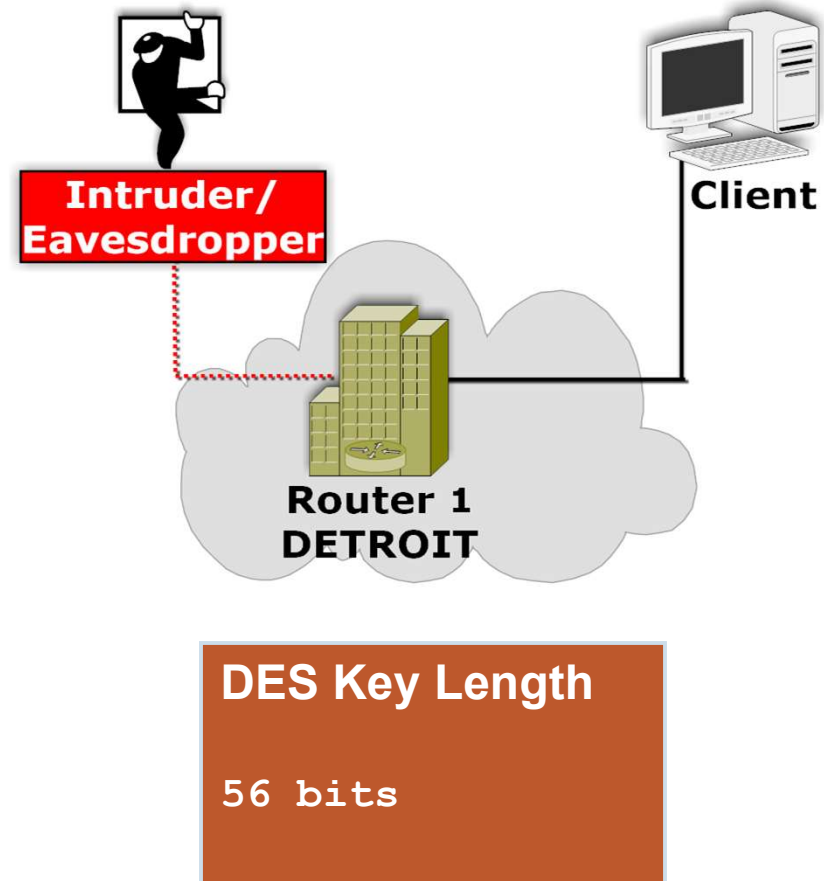 Intruder/
Eavesdropper
Client
Router 1
DETROIT
DES Key Length
56 bits